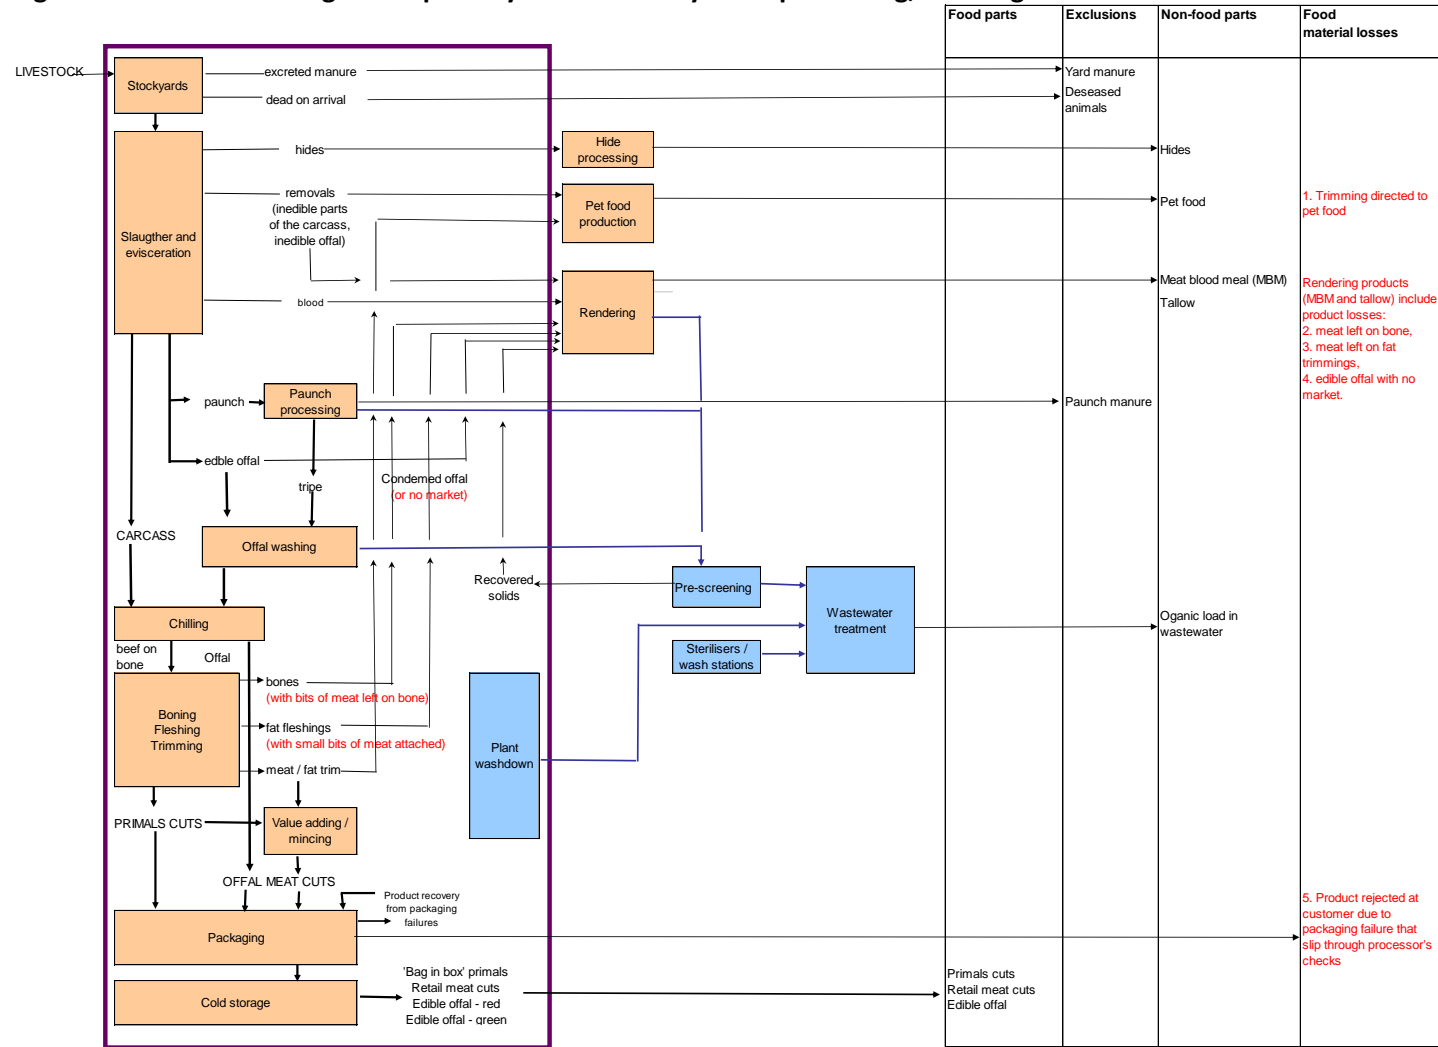 Food parts
Exclusions
Non-food parts
Food
material losses
LIVESTOCK
Stockyards
excreted manure
dead on arrival
Yard manure
Deseased
animals
Slaugther and
evisceration
hides
Hide
processing
Hides
removals
(inedible parts
of the carcass,
inedible offal)
Pet food
production
Pet food
1. Trimming directed to
pet food
blood
Rendering
Meat blood meal (MBM)
Tallow
Rendering products
(MBM and tallow) include
product losses:
2. meat left on bone,
3. meat left on fat
trimmings,
4. edible offal with no
market.
paunch
Paunch
processing
Paunch manure
edble offal
tripe
Condemed offal
(or no market)
CARCASS
Offal washing
Recovered
solids
Pre-screening
Wastewater
treatment
Sterilisers /
wash stations
Oganic load in
wastewater
Chilling
beef on
bone
Offal
Boning
Fleshing
Trimming
bones
(with bits of meat left on bone)
fat fleshings
(with small bits of meat attached)
meat / fat trim
Plant
washdown
PRIMALS CUTS
Value adding /
mincing
OFFAL MEAT CUTS
Product recovery
from packaging
failures
Packaging
5. Product rejected at
customer due to
packaging failure that
slip through processor's
checks
Cold storage
'Bag in box' primals
Retail meat cuts
Edible offal - red
Edible offal - green
Primals cuts
Retail meat cuts
Edible offal